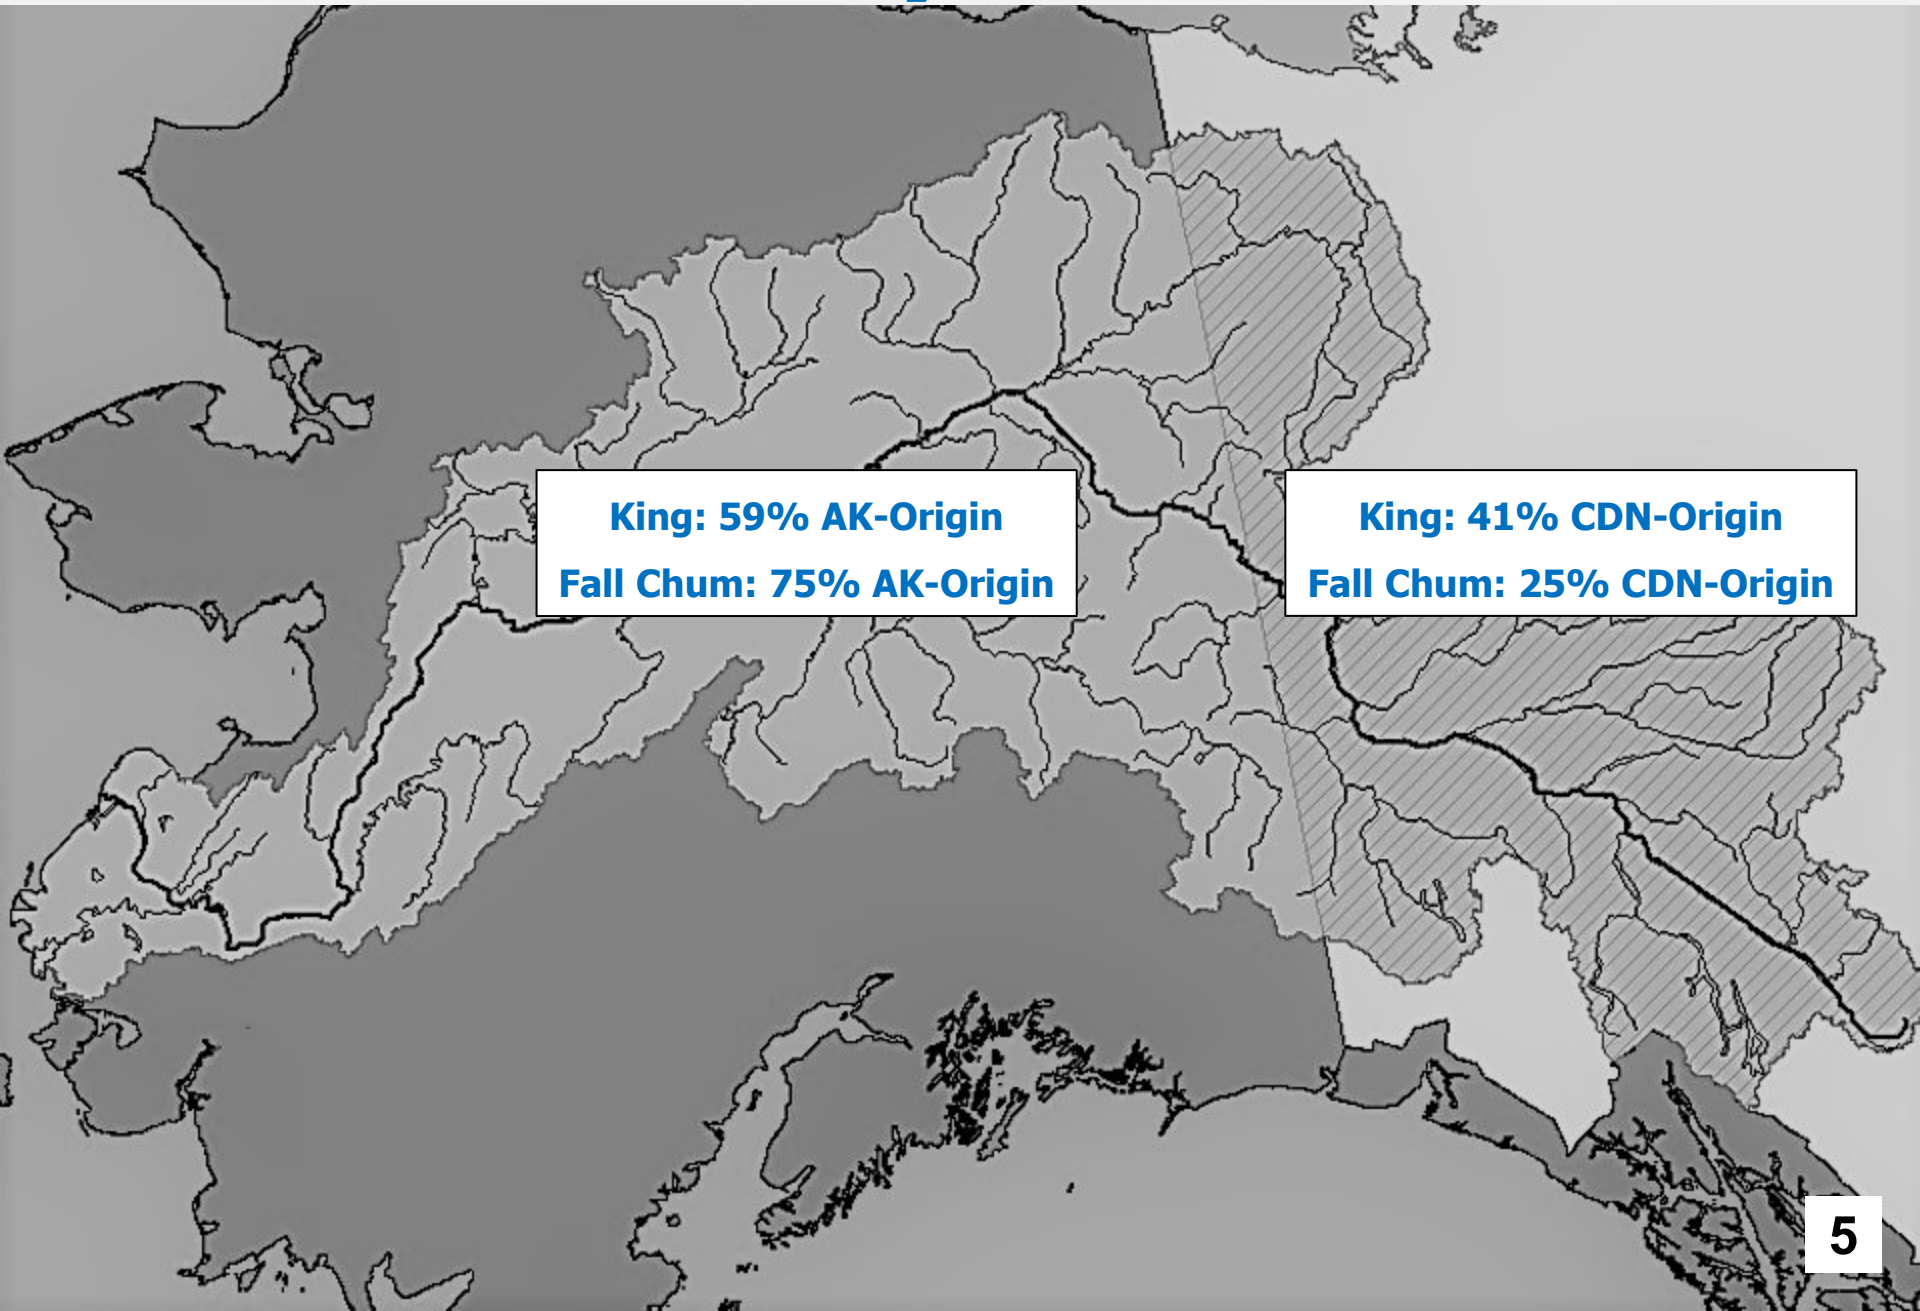 King: 59% AK-Origin
Fall Chum: 75% AK-Origin
King: 41% CDN-Origin
Fall Chum: 25% CDN-Origin
5